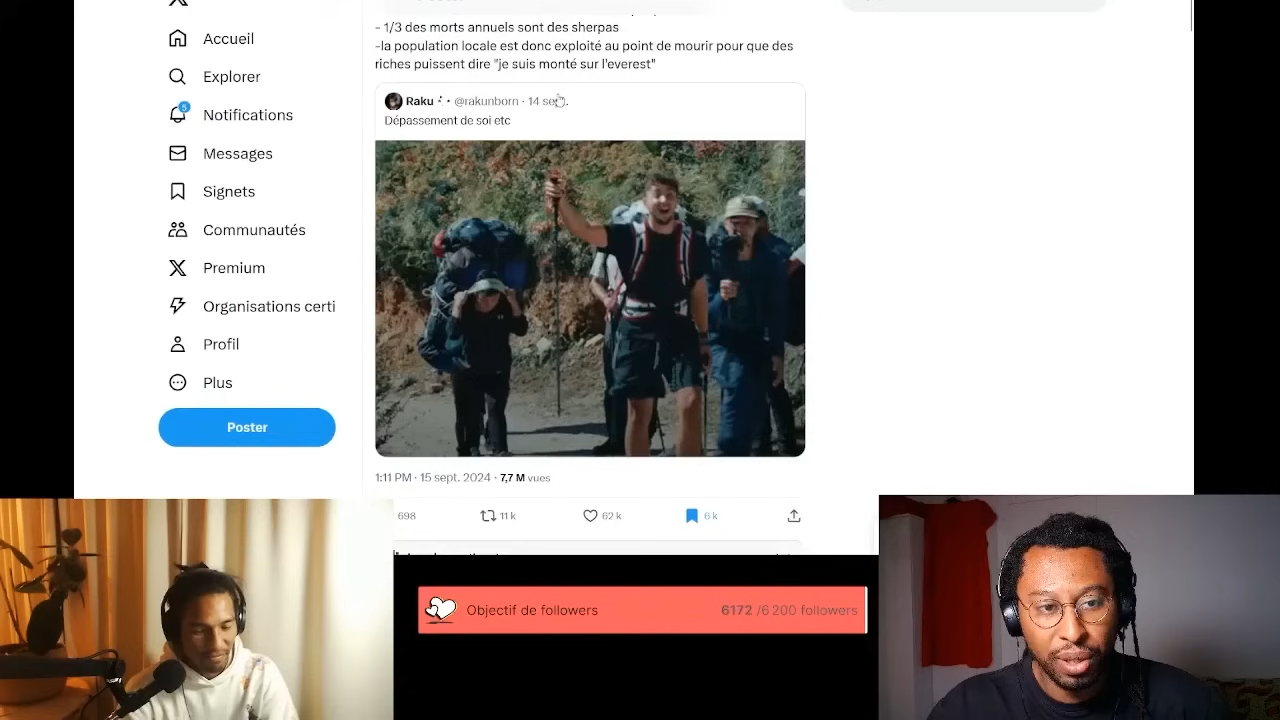 - 1/3 des morts annuels sont des sherpas
-la population locale est donc exploité au point de mourir pour que des
riches puissent dire "je suis monté sur l'everest"
Accueil
Explorer
5
Notifications
Messages
Signets
Communautés
Premium
Organisations certi
Profil
Plus
Poster
Raku @rakunborn · 14 se
Dépassement de soi etc
1:11 PM · 15 sept. 2024 · 7,7 M vues
698 11 k 62 k 6 k
Objectif de followers 6172 /6 200 followers